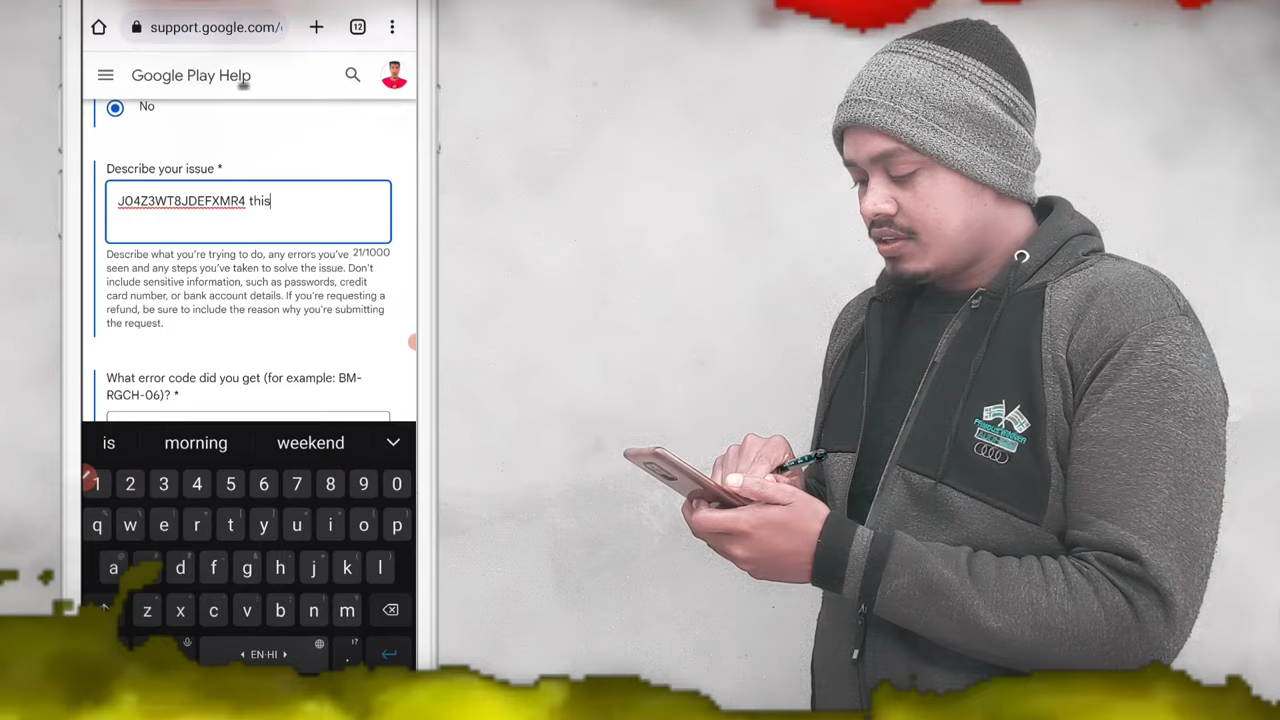 support.google.com/
12
Google Play Help
No
Describe your issue *
J04Z3WT8JDEFXMR4 this
Describe what you're trying to do, any errors you've 21/1000
seen and any steps you've taken to solve the issue. Don't
include sensitive information, such as passwords, credit
card number, or bank account details. If you're requesting a
refund, be sure to include the reason why you're submitting
the request.
What error code did you get (for example: BM-
RGCH-06)? *
is morning weekend
1 2 3 4 5 6 7 8 9 0
q w e r t y u i o p
a d f g h j k l
z x c v b n m
EN·HI . !?